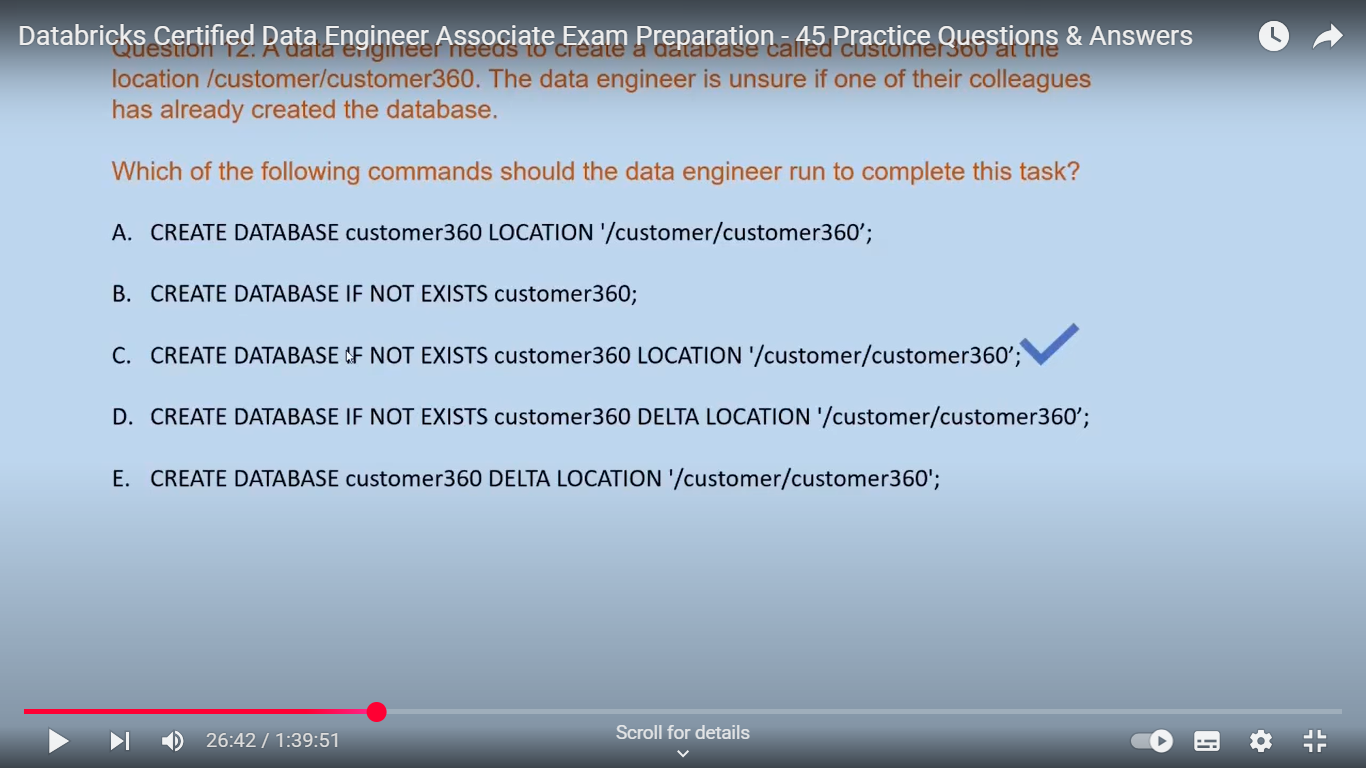 Databricks Certified Data Engineer Associate Exam Preparation - 45 Practice Questions & Answers
Question 12: A data engineer needs to create a database called customer360 at the
location /customer/customer360. The data engineer is unsure if one of their colleagues
has already created the database.
Which of the following commands should the data engineer run to complete this task?
A. CREATE DATABASE customer360 LOCATION '/customer/customer360’;
B. CREATE DATABASE IF NOT EXISTS customer360;
C. CREATE DATABASE IF NOT EXISTS customer360 LOCATION '/customer/customer360’;
D. CREATE DATABASE IF NOT EXISTS customer360 DELTA LOCATION '/customer/customer360’;
E. CREATE DATABASE customer360 DELTA LOCATION '/customer/customer360';
Scroll for details
26:42 / 1:39:51